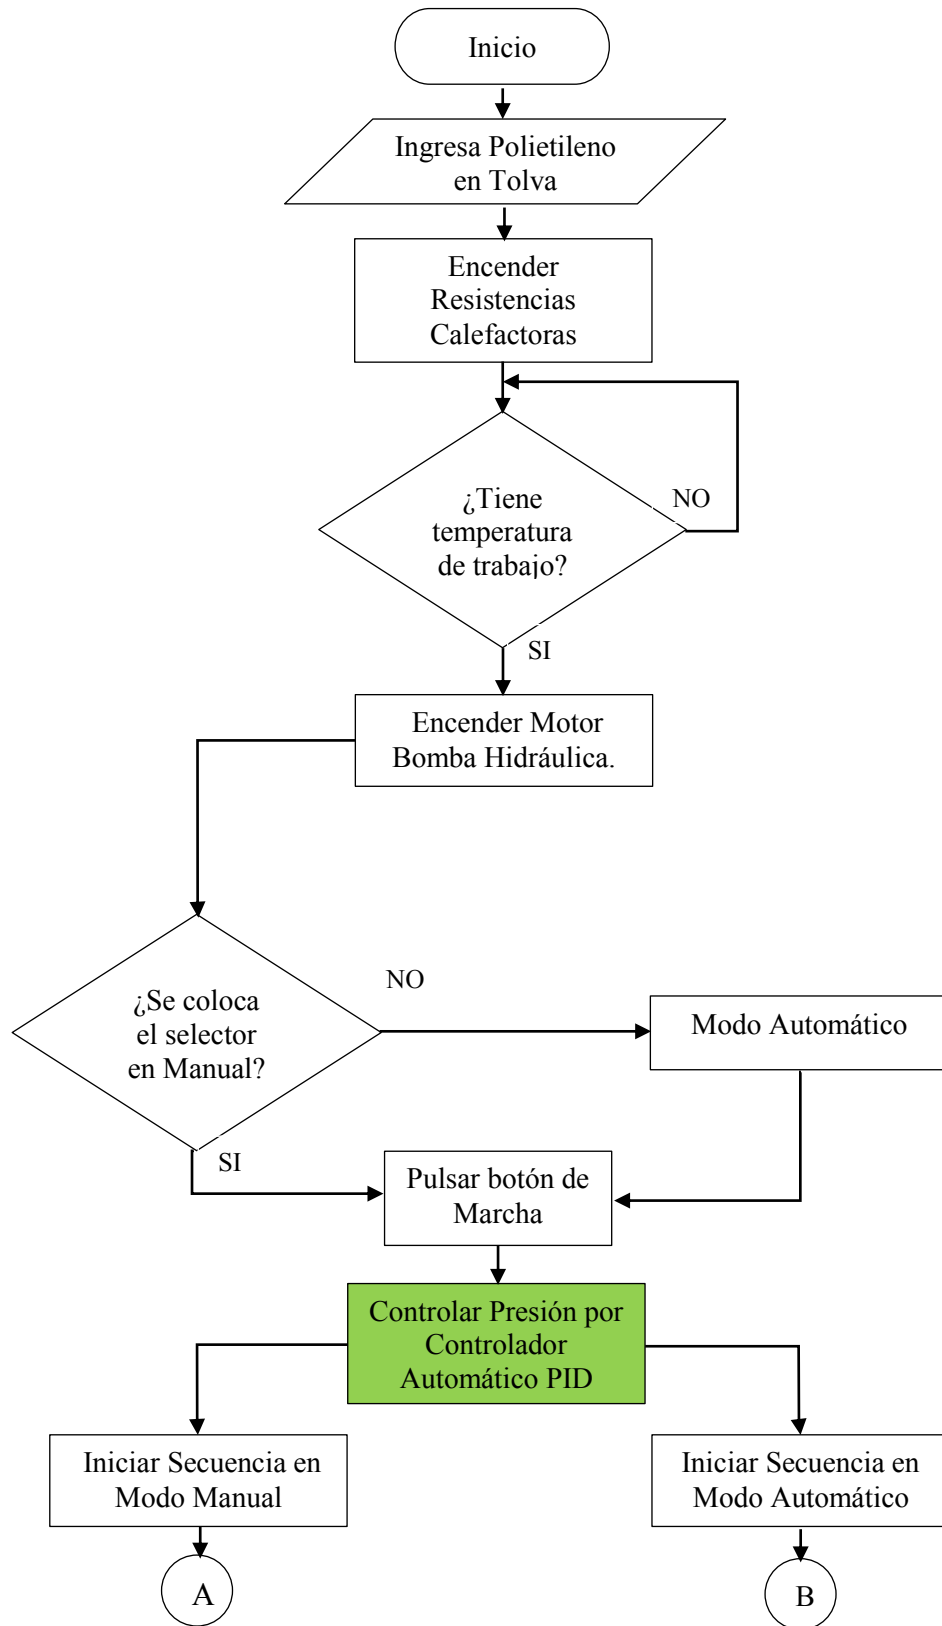 Inicio
Ingresa Polietileno
en Tolva
Encender
Resistencias
Calefactoras
¿Tiene
temperatura
de trabajo?
NO
SI
Encender Motor
Bomba Hidráulica.
¿Se coloca
el selector
en Manual?
NO
Modo Automático
SI
Pulsar botón de
Marcha
Controlar Presión por
Controlador
Automático PID
Iniciar Secuencia en
Modo Manual
Iniciar Secuencia en
Modo Automático
A
B